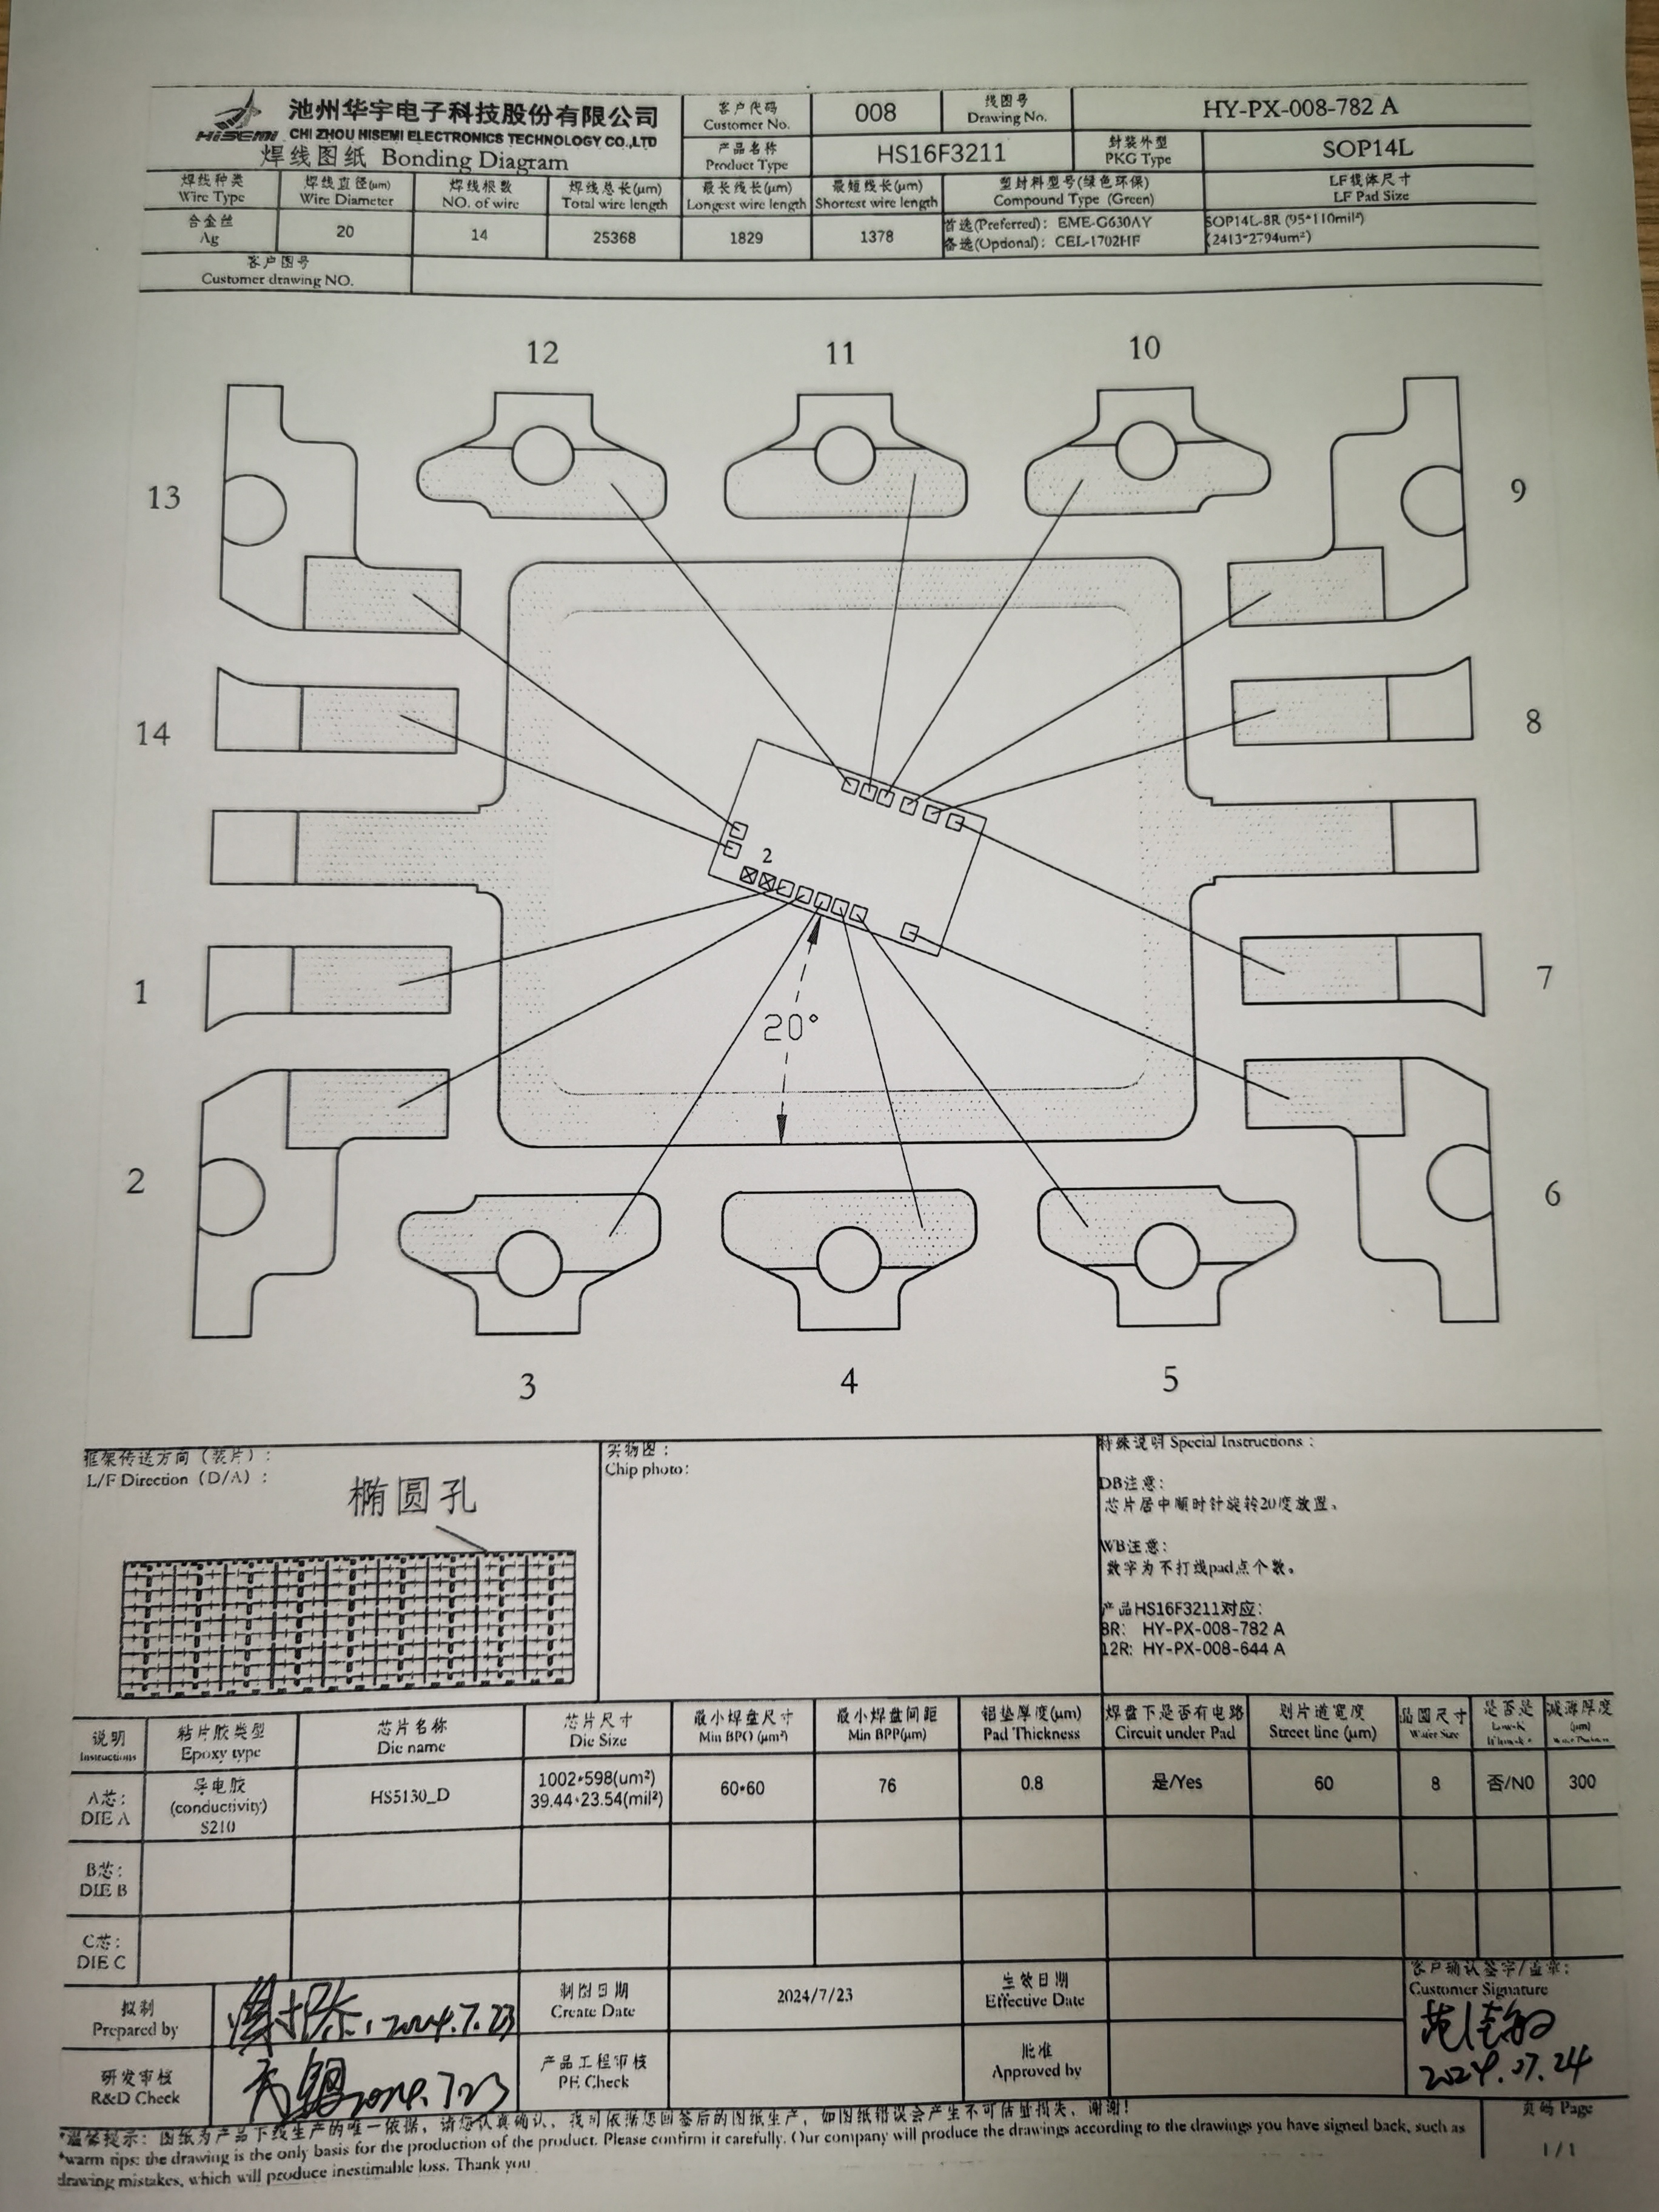 HISEMI
池州华宇电子科技股份有限公司
CHI ZHOU HISEMI ELECTRONICS TECHNOLOGY CO.,LTD
焊线图纸 Bonding Diagram
客户代码
Customer No.
008
线图号
Drawing No.
HY-PX-008-782 A
产品名称
Product Type
HS16F3211
封装外型
PKG Type
SOP14L
焊线种类
Wire Type
焊线直径(um)
Wire Diameter
焊线根数
NO. of wire
焊线总长(μm)
Total wire length
最长线长(μm)
Longest wire length
最短线长(μm)
Shortest wire length
塑封料型号(绿色环保)
Compound Type (Green)
LF载体尺寸
LF Pad Size
合金丝
Ag
20
14
25368
1829
1378
首选(Preferred): EME-G630AY
备选(Optional): CEL-1702HF
SOP14L-8R (95*110mil²)
(2413*2794um²)
客户图号
Customer drawing NO.
12
11
10
13
9
14
8
2
1
7
20°
2
6
3
4
5
框架传送方向（装片）:
L/F Direction（D/A）:
椭圆孔
实物图：
Chip photo:
特殊说明 Special Instructions :
DB注意:
芯片居中顺时针旋转20度放置。
WB注意:
数字为不打线pad点个数。
产品HS16F3211对应:
8R: HY-PX-008-782 A
12R: HY-PX-008-644 A
说明
Instructions
粘片胶类型
Epoxy type
芯片名称
Die name
芯片尺寸
Die Size
最小焊盘尺寸
Min BPO (μm²)
最小焊盘间距
Min BPP(μm)
铝垫厚度(μm)
Pad Thickness
焊盘下是否有电路
Circuit under Pad
划片道宽度
Street line (μm)
晶圆尺寸
Wafer Size
是否是
Low-K
减薄厚度
(μm)
A芯:
DIE A
导电胶
(conductivity)
S210
HS5130_D
1002*598(um²)
39.44*23.54(mil²)
60*60
76
0.8
是/Yes
60
8
否/NO
300
B芯:
DIE B
C芯:
DIE C
拟制
Prepared by
2024.7.23
制图日期
Create Date
2024/7/23
生效日期
Effective Date
客户确认签字/盖章:
Customer Signature
2024.07.24
研发审核
R&D Check
2024.7.23
产品工程审核
PE Check
批准
Approved by
*温馨提示: 图纸为产品下线生产的唯一依据，请您认真确认，我司依据您回签后的图纸生产，如图纸错误会产生不可估量损失，谢谢！
*warm tips: the drawing is the only basis for the production of the product. Please confirm it carefully. Our company will produce the drawings according to the drawings you have signed back, such as
drawing mistakes, which will produce inestimable loss. Thank you
页码 Page
1 / 1